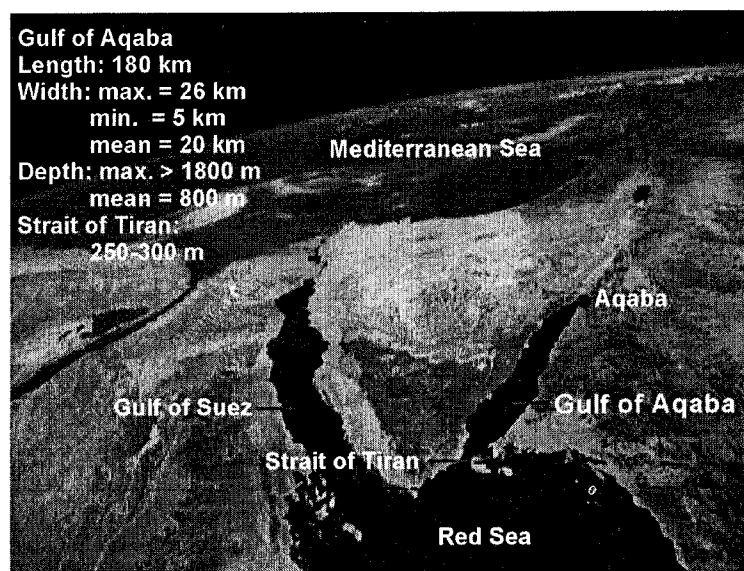 Gulf of Aqaba
Length: 180 km
Width: max. = 26 km
min. = 5 km
mean = 20 km
Depth: max. > 1800 m
mean = 800 m
Strait of Tiran:
250-300 m
Mediterranean Sea
Aqaba
Gulf of Suez
Gulf of Aqaba
Strait of Tiran
Red Sea